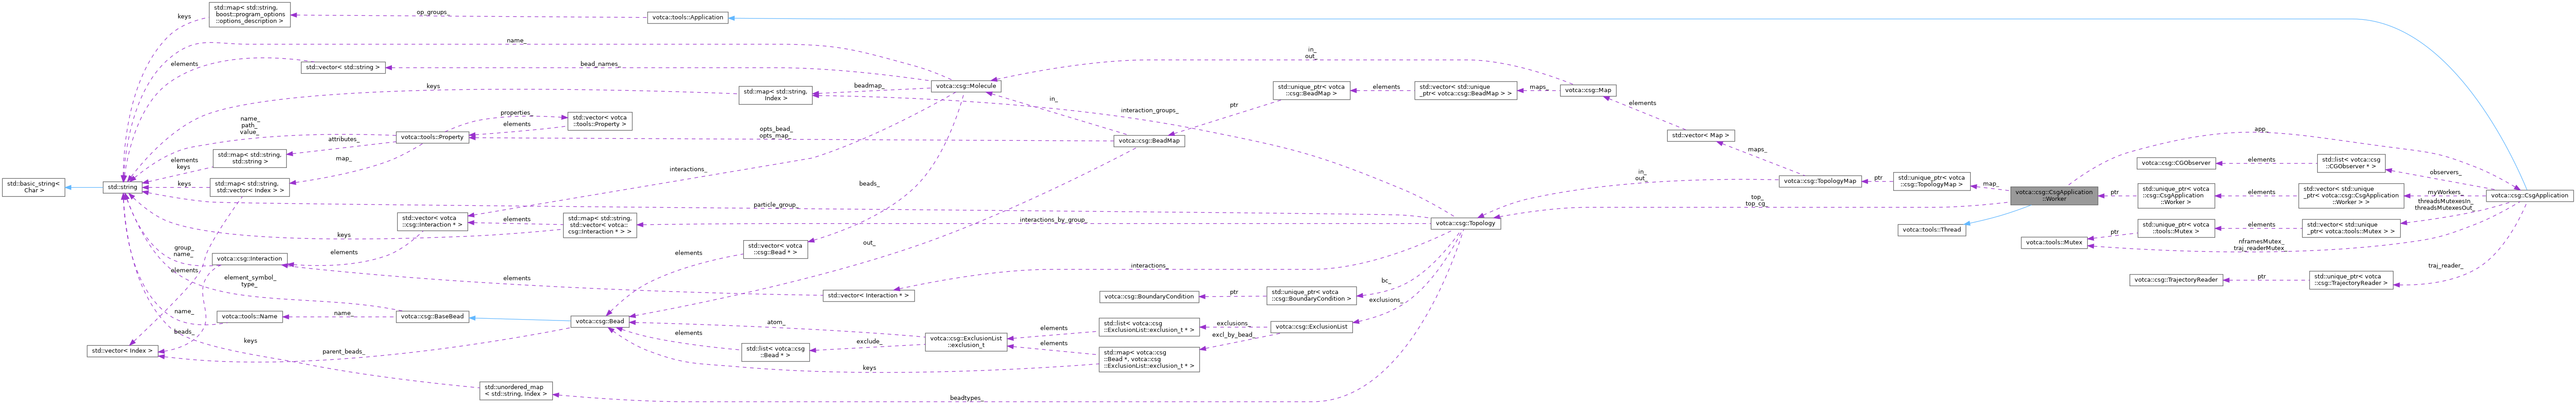 std::map< std::string,
boost::program_options
::options_description >
keys
op_groups_
votca::tools::Application
name_
elements
std::vector< std::string >
bead_names_
keys
std::map< std::string,
Index >
beadmap_
votca::csg::Molecule
in_
out_
interaction_groups_
in_
name_
path_
value_
votca::tools::Property
properties_
elements
std::vector< votca
::tools::Property >
opts_bead_
opts_map_
votca::csg::BeadMap
ptr
std::unique_ptr< votca
::csg::BeadMap >
elements
std::vector< std::unique
_ptr< votca::csg::BeadMap > >
maps_
votca::csg::Map
elements
std::vector< Map >
maps_
attributes_
std::map< std::string,
std::string >
elements
keys
map_
std::map< std::string,
std::vector< Index > >
keys
std::basic_string<
Char >
std::string
interactions_
beads_
particle_group_
std::vector< votca
::csg::Interaction * >
elements
std::map< std::string,
std::vector< votca::
csg::Interaction * > >
interactions_by_group_
keys
elements
group_
name_
votca::csg::Interaction
std::vector< votca
::csg::Bead * >
elements
out_
interactions_
elements
std::vector< Interaction * >
elements
element_symbol_
type_
name_
votca::tools::Name
name_
votca::csg::BaseBead
votca::csg::Bead
beads_
std::vector< Index >
parent_beads_
keys
atom_
elements
std::list< votca::csg
::Bead * >
exclude_
votca::csg::ExclusionList
::exclusion_t
elements
elements
keys
std::list< votca::csg
::ExclusionList::exclusion_t * >
std::map< votca::csg
::Bead *, votca::csg
::ExclusionList::exclusion_t * >
exclusions_
excl_by_bead_
votca::csg::ExclusionList
votca::csg::BoundaryCondition
ptr
std::unique_ptr< votca
::csg::BoundaryCondition >
bc_
exclusions_
std::unordered_map
< std::string, Index >
beadtypes_
votca::csg::Topology
in_
out_
top_
top_cg_
votca::csg::TopologyMap
ptr
std::unique_ptr< votca
::csg::TopologyMap >
map_
votca::csg::CsgApplication
::Worker
votca::tools::Thread
app_
votca::csg::CGObserver
elements
std::list< votca::csg
::CGObserver * >
observers_
ptr
std::unique_ptr< votca
::csg::CsgApplication
::Worker >
elements
std::vector< std::unique
_ptr< votca::csg::CsgApplication
::Worker > >
myWorkers_
threadsMutexesIn_
threadsMutexesOut_
votca::csg::CsgApplication
votca::tools::Mutex
ptr
std::unique_ptr< votca
::tools::Mutex >
elements
std::vector< std::unique
_ptr< votca::tools::Mutex > >
nframesMutex_
traj_readerMutex_
votca::csg::TrajectoryReader
ptr
std::unique_ptr< votca
::csg::TrajectoryReader >
traj_reader_